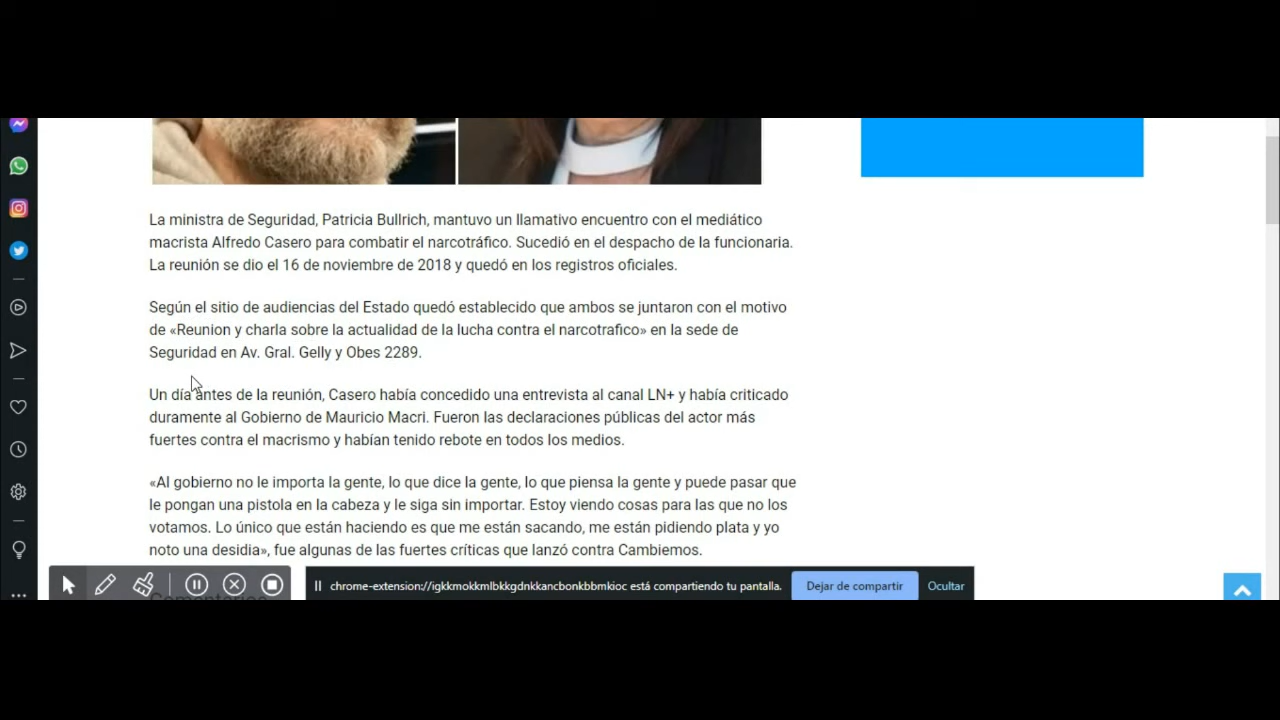 La ministra de Seguridad, Patricia Bullrich, mantuvo un llamativo encuentro con el mediático
macrista Alfredo Casero para combatir el narcotráfico. Sucedió en el despacho de la funcionaria.
La reunión se dio el 16 de noviembre de 2018 y quedó en los registros oficiales.
Según el sitio de audiencias del Estado quedó establecido que ambos se juntaron con el motivo
de «Reunion y charla sobre la actualidad de la lucha contra el narcotrafico» en la sede de
Seguridad en Av. Gral. Gelly y Obes 2289.
Un día antes de la reunión, Casero había concedido una entrevista al canal LN+ y había criticado
duramente al Gobierno de Mauricio Macri. Fueron las declaraciones públicas del actor más
fuertes contra el macrismo y habían tenido rebote en todos los medios.
«Al gobierno no le importa la gente, lo que dice la gente, lo que piensa la gente y puede pasar que
le pongan una pistola en la cabeza y le siga sin importar. Estoy viendo cosas para las que no los
votamos. Lo único que están haciendo es que me están sacando, me están pidiendo plata y yo
noto una desidia», fue algunas de las fuertes críticas que lanzó contra Cambiemos.
chrome-extension://igkkmokkmlbkkgdnkkancbonkbbmkioc está compartiendo tu pantalla.
Dejar de compartir
Ocultar